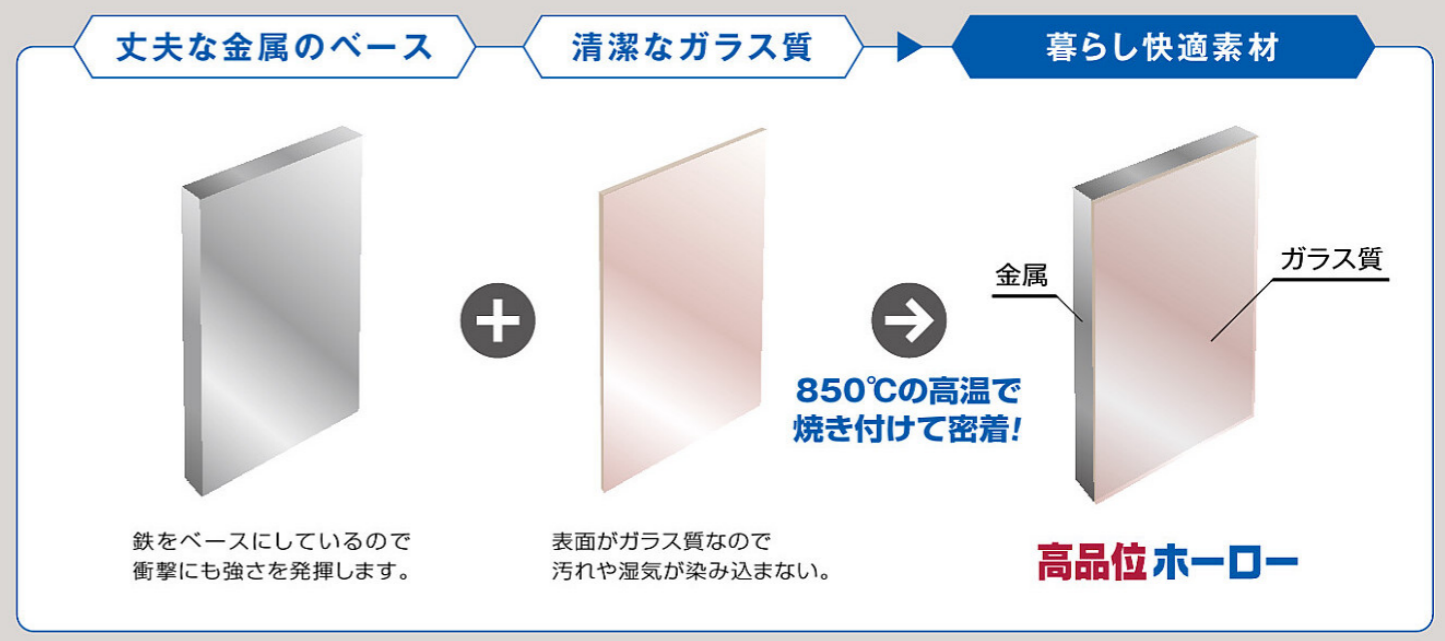 丈夫な金属のベース
清潔なガラス質
暮らし快適素材
金属
ガラス質
850℃の高温で
焼き付けて密着!
鉄をベースにしているので
衝撃にも強さを発揮します。
表面がガラス質なので
汚れや湿気が染み込まない。
高品位ホーロー